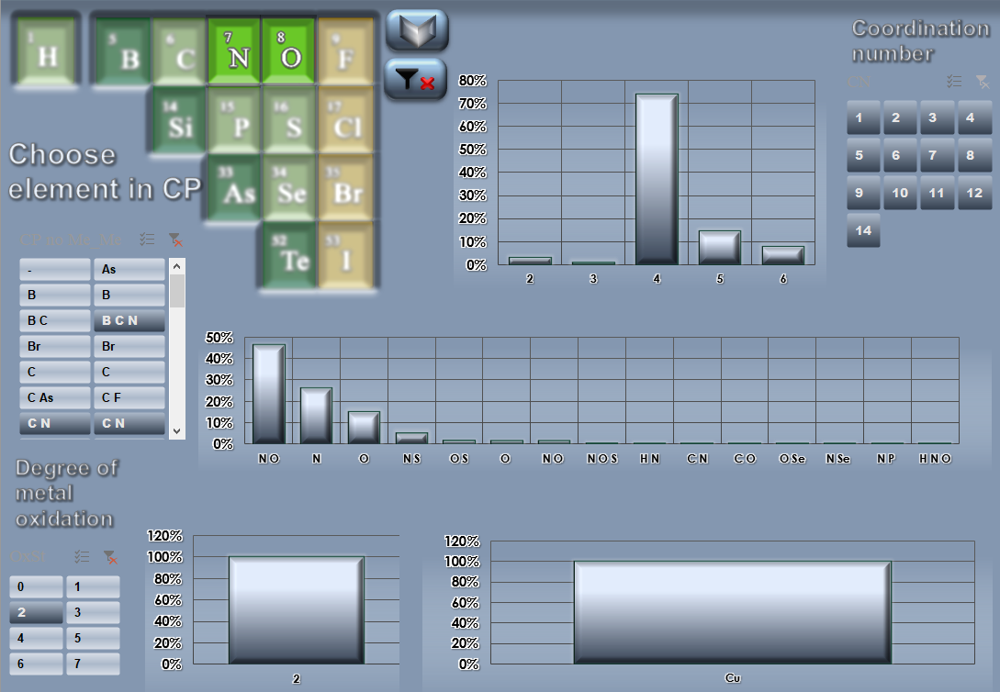 1 H 5 B 6 C 7 N 8 O 9 F
14 Si 15 P 16 S 17 Cl
33 As 34 Se 35 Br
52 Te 53 I
Choose
element in CP
- As
B B
B C B C N
Br Br
C C
C As C F
C N C N
Degree of
metal
oxidation
0 1
2 3
4 5
6 7
Coordination
number
CN
1 2 3 4
5 6 7 8
9 10 11 12
14
80%
70%
60%
50%
40%
30%
20%
10%
0%
2 3 4 5 6
50%
40%
30%
20%
10%
0%
N O N O N S O S O N O N O S H N C N C O O Se N Se N P H N O
120%
100%
80%
60%
40%
20%
0%
2
120%
100%
80%
60%
40%
20%
0%
Cu